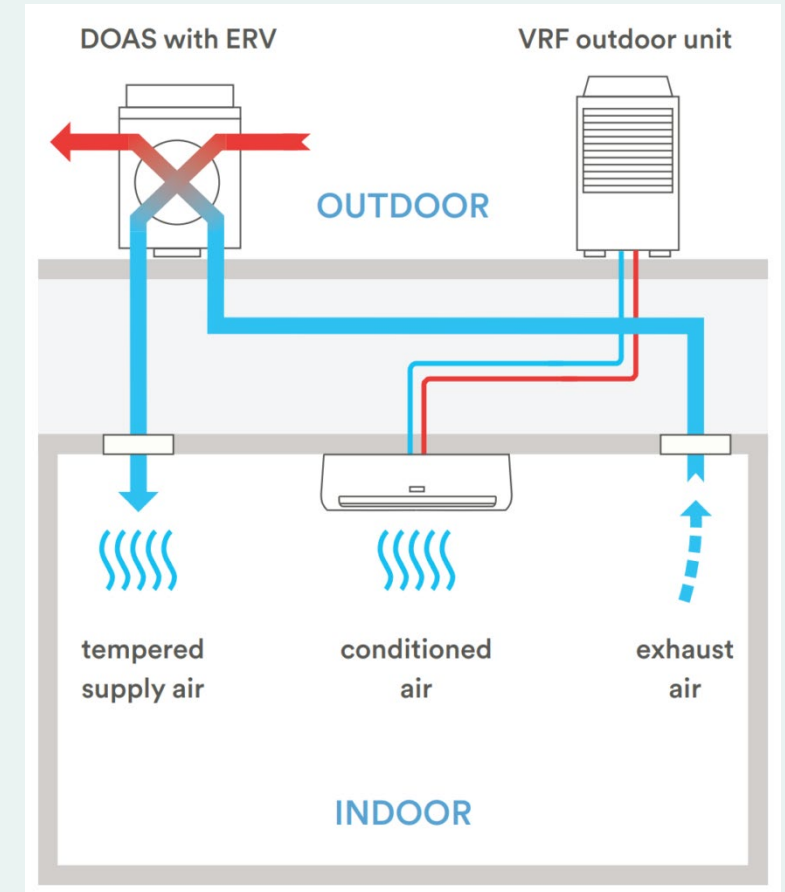 DOAS with ERV
VRF outdoor unit
OUTDOOR
tempered
supply air
conditioned
air
exhaust
air
INDOOR